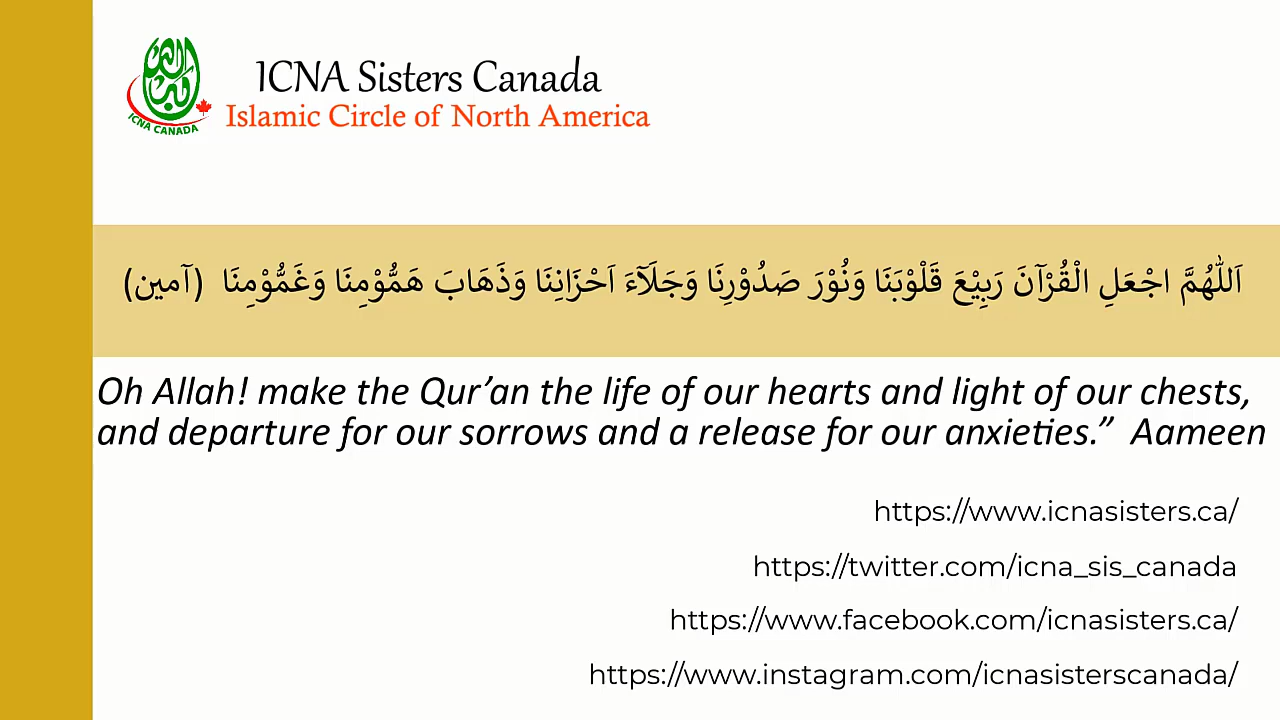 ICNA CANADA
ICNA Sisters Canada
Islamic Circle of North America
اَللّٰهُمَّ اجْعَلِ الْقُرْآنَ رَبِيْعَ قَلُوْبَنَا وَنُوْرَ صَدُوْرِنَا وَجَلَآءَ اَحْزَانِنَا وَذَهَابَ هَمُّوْمِنَا وَغَمُّوْمِنَا (آمين)
Oh Allah! make the Qur’an the life of our hearts and light of our chests,
and departure for our sorrows and a release for our anxieties.” Aameen
https://www.icnasisters.ca/
https://twitter.com/icna_sis_canada
https://www.facebook.com/icnasisters.ca/
https://www.instagram.com/icnasisterscanada/